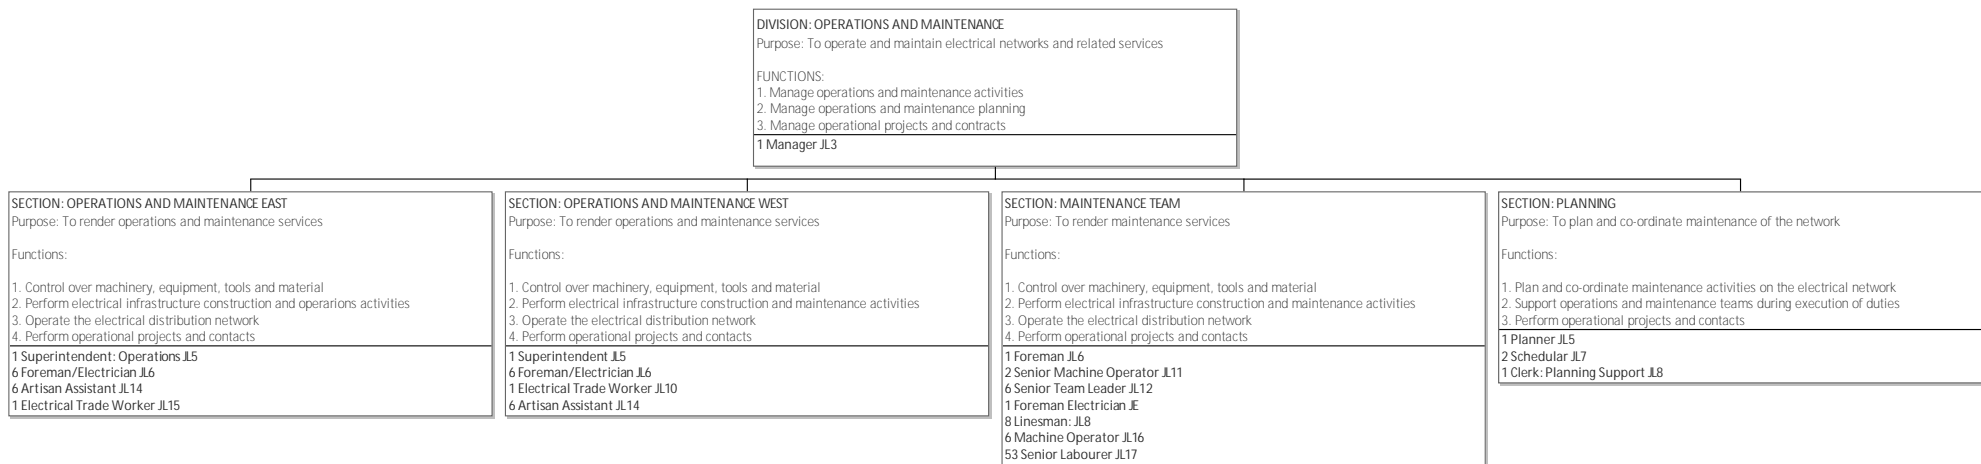 DIVISION: OPERATIONS AND MAINTENANCE
Purpose: To operate and maintain electrical networks and related services
FUNCTIONS:
1. Manage operations and maintenance activities
2. Manage operations and maintenance planning
3. Manage operational projects and contracts
1 Manager JL3
SECTION: OPERATIONS AND MAINTENANCE EAST
Purpose: To render operations and maintenance services
Functions:
1. Control over machinery, equipment, tools and material
2. Perform electrical infrastructure construction and operarions activities
3. Operate the electrical distribution network
4. Perform operational projects and contacts
1 Superintendent: Operations JL5
6 Foreman/Electrician JL6
6 Artisan Assistant JL14
1 Electrical Trade Worker JL15
SECTION: OPERATIONS AND MAINTENANCE WEST
Purpose: To render operations and maintenance services
Functions:
1. Control over machinery, equipment, tools and material
2. Perform electrical infrastructure construction and maintenance activities
3. Operate the electrical distribution network
4. Perform operational projects and contacts
1 Superintendent JL5
6 Foreman/Electrician JL6
1 Electrical Trade Worker JL10
6 Artisan Assistant JL14
SECTION: MAINTENANCE TEAM
Purpose: To render maintenance services
Functions:
1. Control over machinery, equipment, tools and material
2. Perform electrical infrastructure construction and maintenance activities
3. Operate the electrical distribution network
4. Perform operational projects and contacts
1 Foreman JL6
2 Senior Machine Operator JL11
6 Senior Team Leader JL12
1 Foreman Electrician JE
8 Linesman: JL8
6 Machine Operator JL16
53 Senior Labourer JL17
SECTION: PLANNING
Purpose: To plan and co-ordinate maintenance of the network
Functions:
1. Plan and co-ordinate maintenance activities on the electrical network
2. Support operations and maintenance teams during execution of duties
3. Perform operational projects and contacts
1 Planner JL5
2 Schedular JL7
1 Clerk: Planning Support JL8